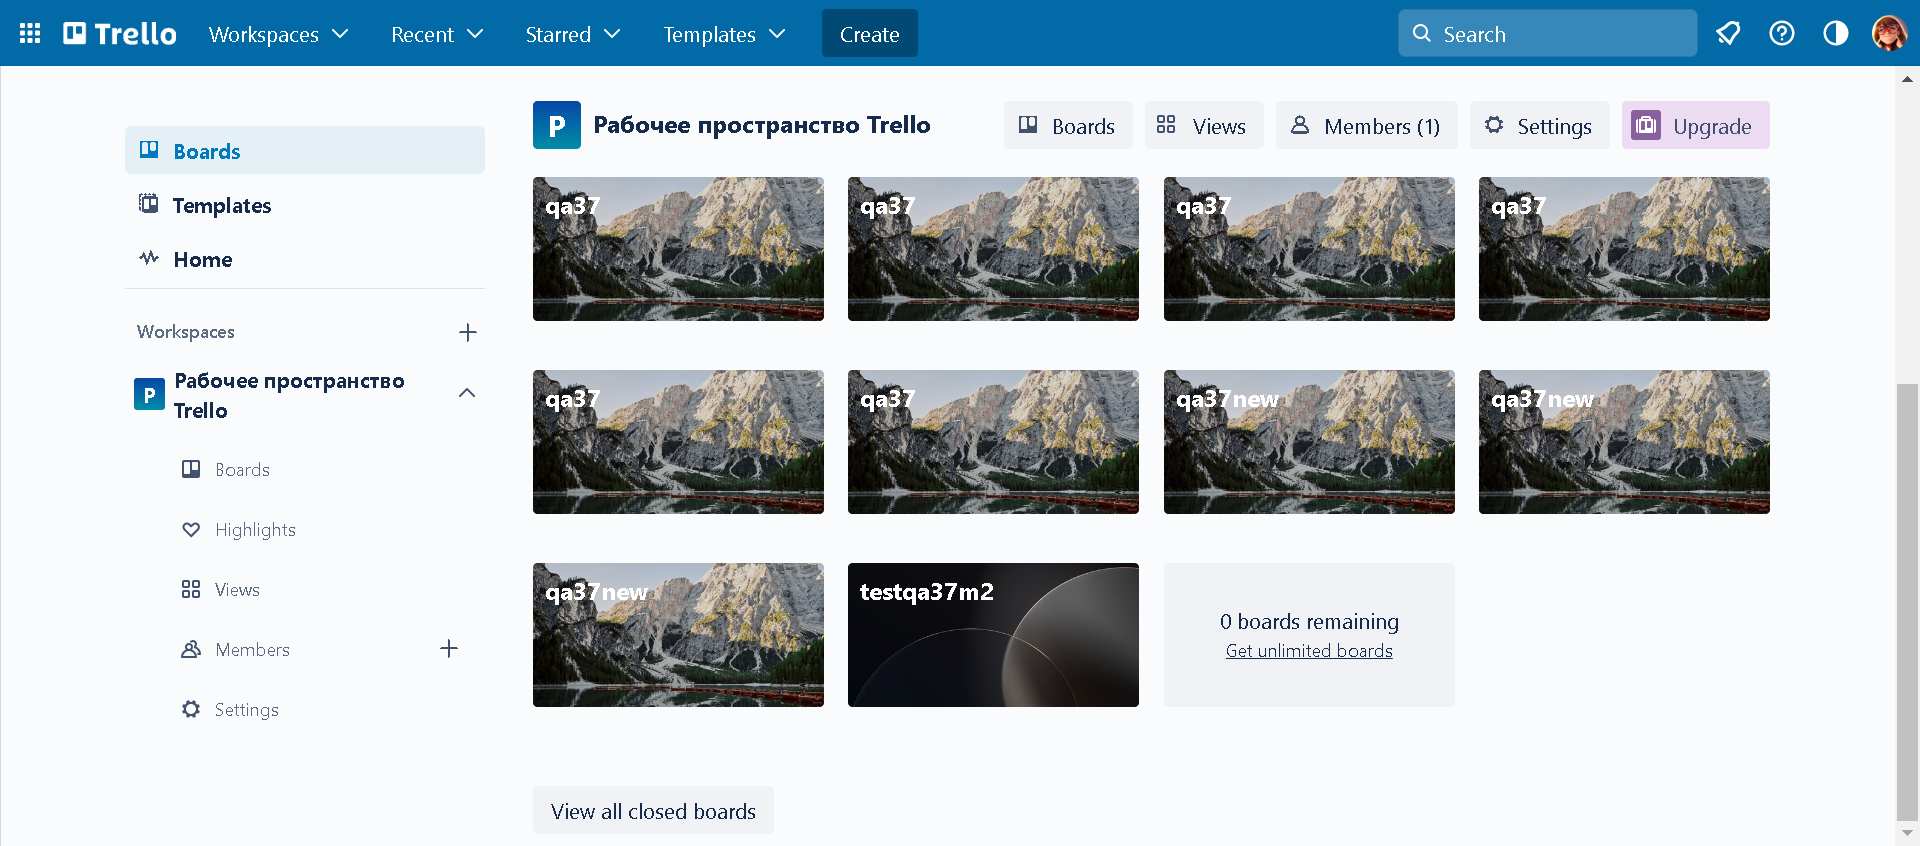 Trello
Workspaces
Recent
Starred
Templates
Create
Search
Boards
Templates
Home
Workspaces
P
Рабочее пространство
Trello
Boards
Highlights
Views
Members
Settings
P
Рабочее пространство Trello
Boards
Views
Members (1)
Settings
Upgrade
qa37
qa37
qa37
qa37
qa37
qa37
qa37new
qa37new
qa37new
testqa37m2
0 boards remaining
Get unlimited boards
View all closed boards